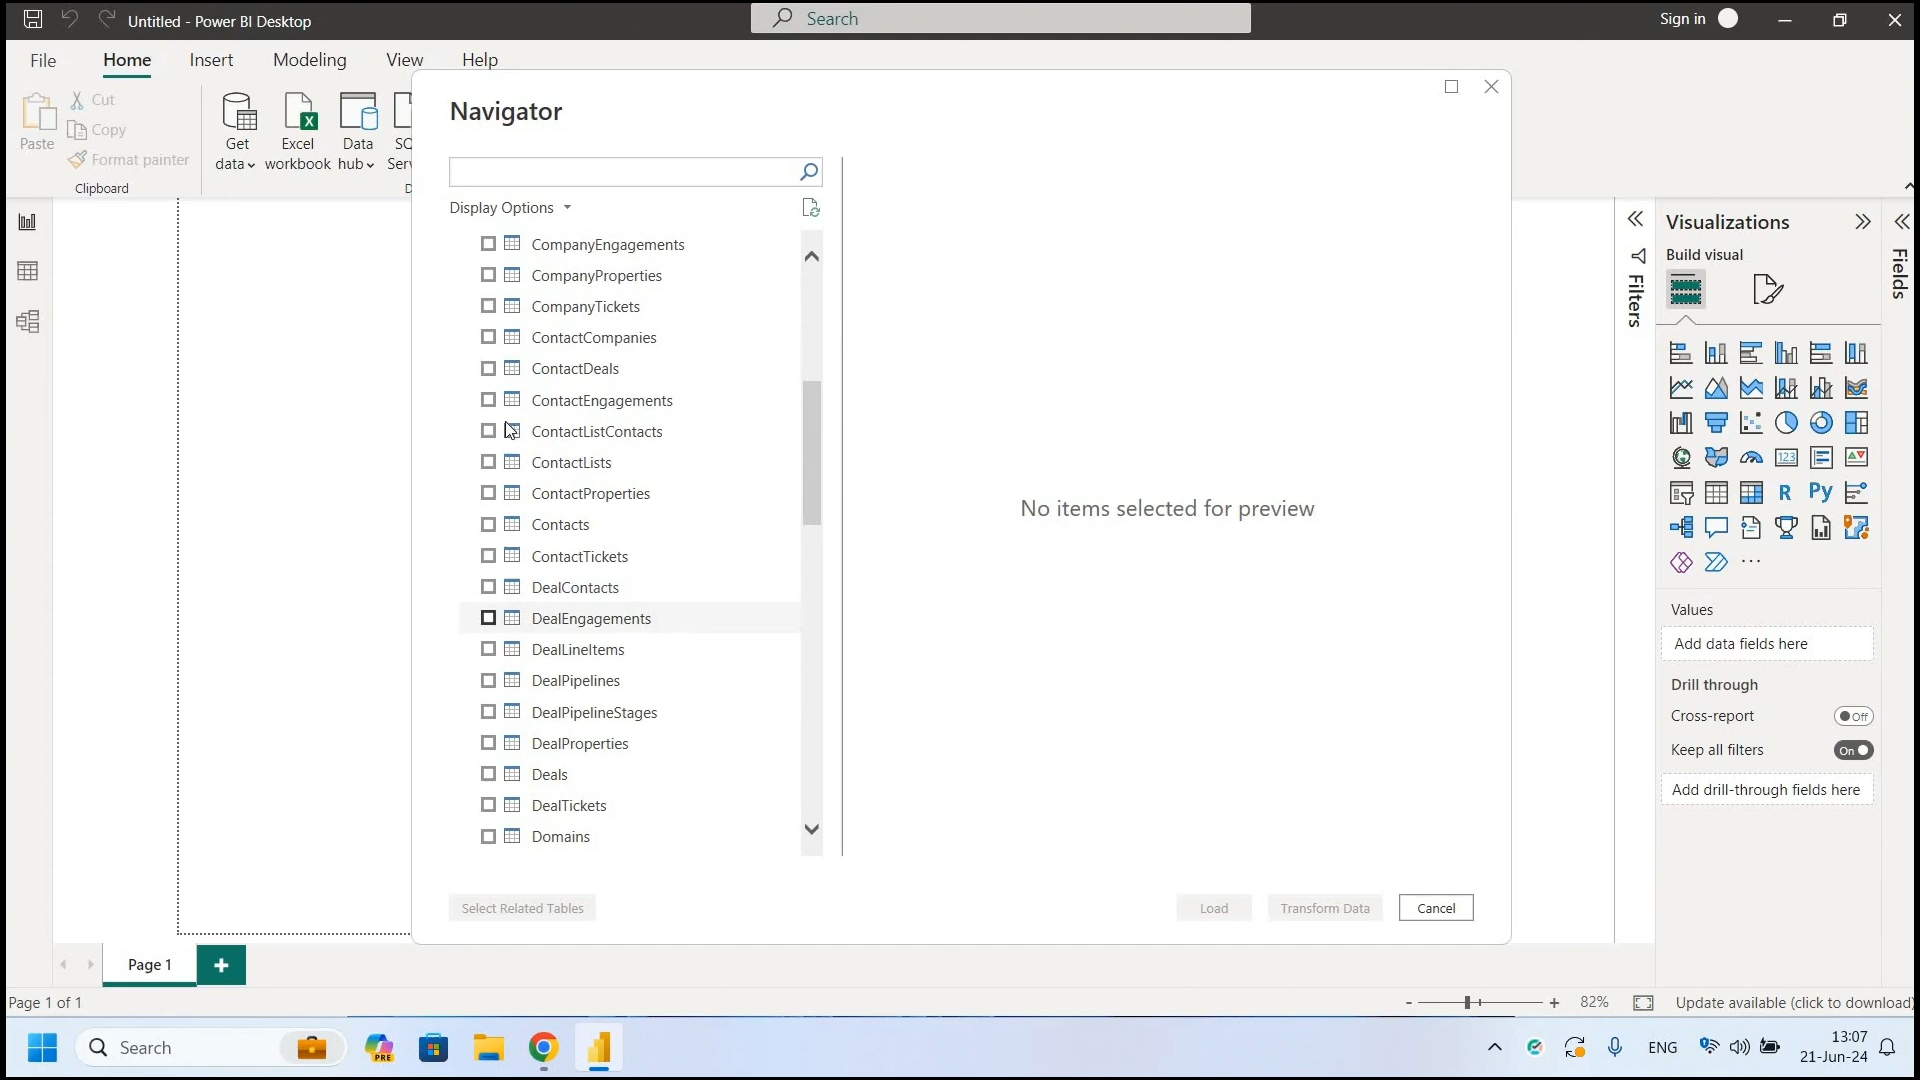 Untitled - Power BI Desktop
Search
Sign in
File
Home
Insert
Modeling
View
Help
Paste
Cut
Copy
Format painter
Clipboard
Get data
Excel workbook
Data hub
Navigator
Display Options
CompanyEngagements
CompanyProperties
CompanyTickets
ContactCompanies
ContactDeals
ContactEngagements
ContactListContacts
ContactLists
ContactProperties
Contacts
ContactTickets
DealContacts
DealEngagements
DealLineItems
DealPipelines
DealPipelineStages
DealProperties
Deals
DealTickets
Domains
No items selected for preview
Select Related Tables
Load
Transform Data
Cancel
Filters
Visualizations
Build visual
123
R
Py
Values
Add data fields here
Drill through
Cross-report
Off
Keep all filters
On
Add drill-through fields here
Fields
Page 1
Page 1 of 1
82%
Update available (click to download)
Search
PRE
ENG
13:07
21-Jun-24